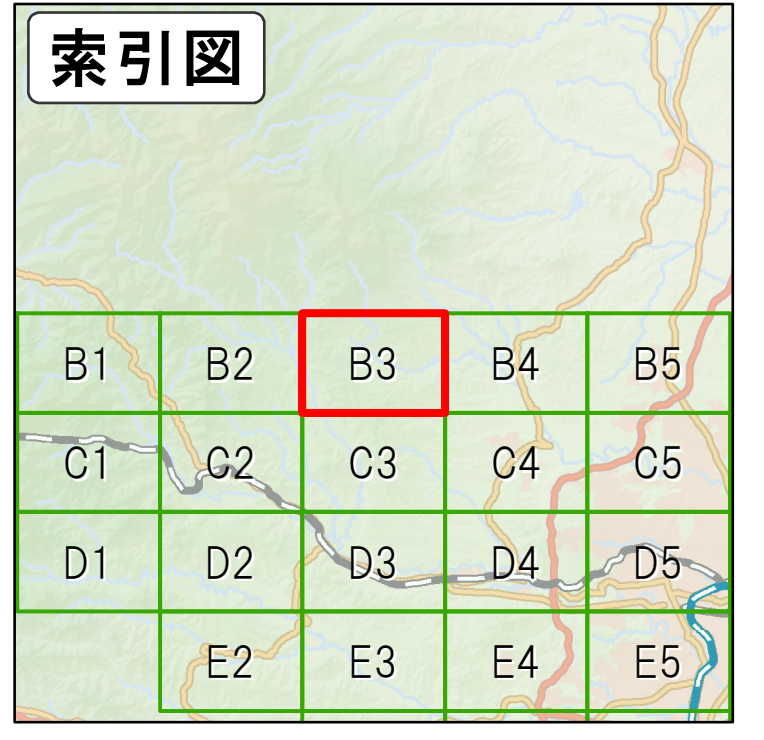 索引図
B1 B2 B3 B4 B5
C1 C2 C3 C4 C5
D1 D2 D3 D4 D5
E2 E3 E4 E5